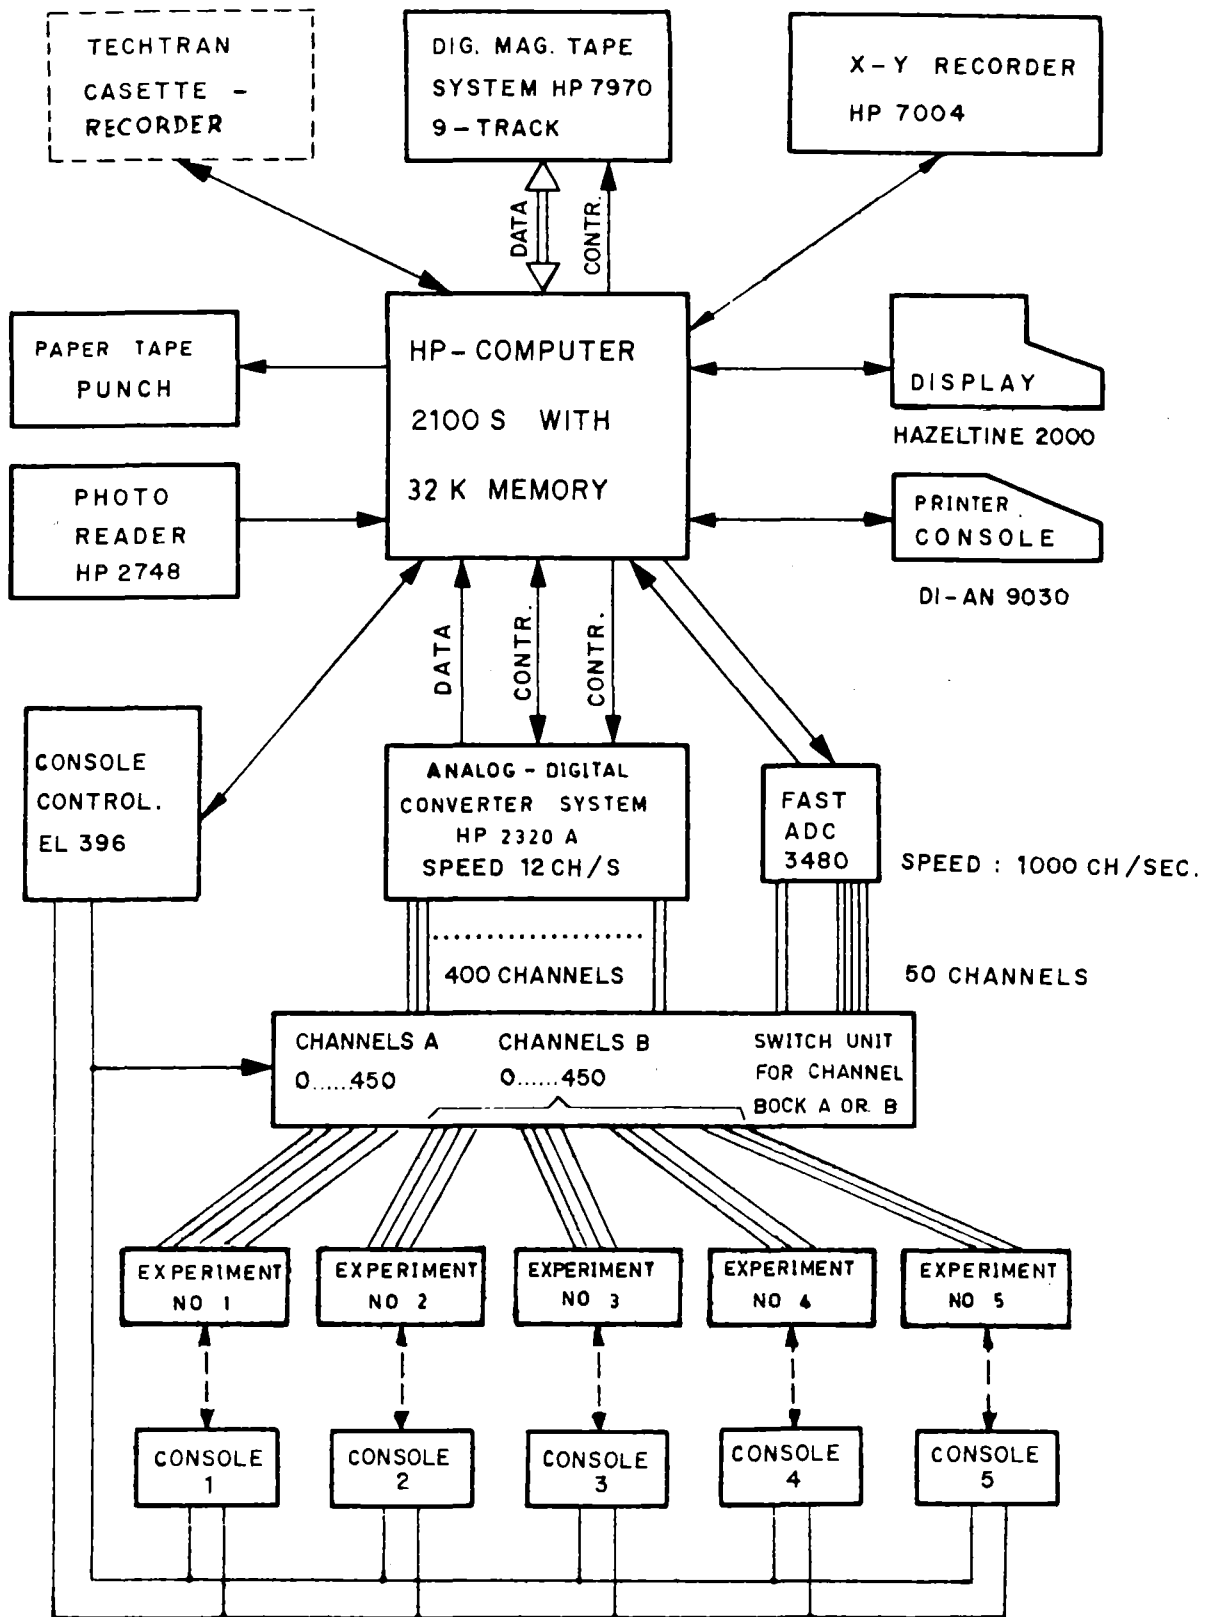 TECHTRAN
CASETTE -
RECORDER
DIG. MAG. TAPE
SYSTEM HP 7970
9-TRACK
X-Y RECORDER
HP 7004
DATA
CONTR.
PAPER TAPE
PUNCH
HP-COMPUTER
2100 S WITH
32 K MEMORY
DISPLAY
HAZELTINE 2000
PHOTO
READER
HP 2748
PRINTER
CONSOLE
DI-AN 9030
DATA
CONTR.
CONTR.
CONSOLE
CONTROL.
EL 396
ANALOG - DIGITAL
CONVERTER SYSTEM
HP 2320 A
SPEED 12 CH/S
FAST
ADC
3480
SPEED : 1000 CH/SEC.
400 CHANNELS
50 CHANNELS
CHANNELS A
0......450
CHANNELS B
0......450
SWITCH UNIT
FOR CHANNEL
BOCK A OR B
EXPERIMENT
NO 1
EXPERIMENT
NO 2
EXPERIMENT
NO 3
EXPERIMENT
NO 4
EXPERIMENT
NO 5
CONSOLE
1
CONSOLE
2
CONSOLE
3
CONSOLE
4
CONSOLE
5